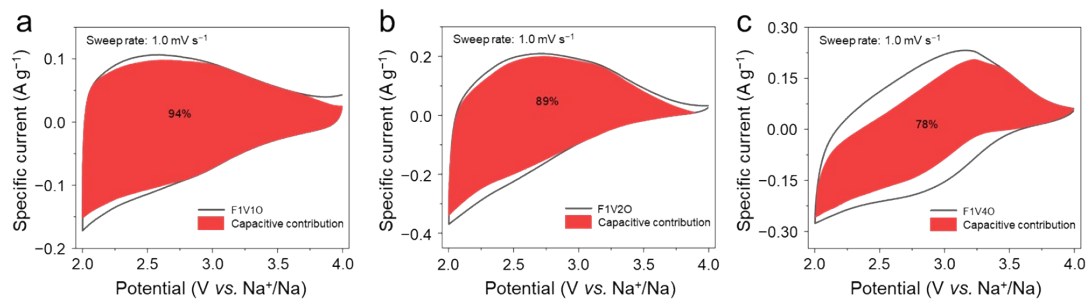 a
Sweep rate: 1.0 mV s⁻¹
Specific current (A g⁻¹)
0.1
0.0
−0.1
−0.2
94%
F1V1O
Capacitive contribution
2.0 2.5 3.0 3.5 4.0
Potential (V vs. Na⁺/Na)
b
Sweep rate: 1.0 mV s⁻¹
Specific current (A g⁻¹)
0.4
0.2
0.0
−0.2
−0.4
89%
F1V2O
Capacitive contribution
2.0 2.5 3.0 3.5 4.0
Potential (V vs. Na⁺/Na)
c
Sweep rate: 1.0 mV s⁻¹
Specific current (A g⁻¹)
0.30
0.15
0.00
−0.15
−0.30
78%
F1V4O
Capacitive contribution
2.0 2.5 3.0 3.5 4.0
Potential (V vs. Na⁺/Na)